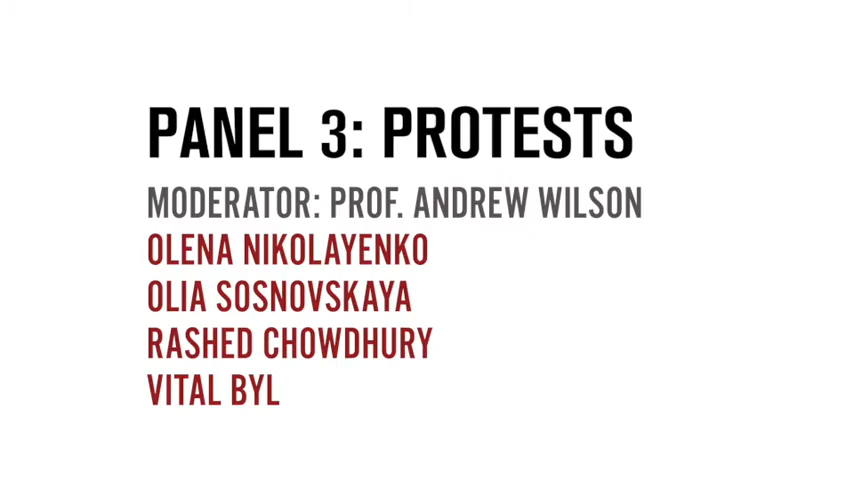 PANEL 3: PROTESTS
MODERATOR: PROF. ANDREW WILSON
OLENA NIKOLAYENKO
OLIA SOSNOVSKAYA
RASHED CHOWDHURY
VITAL BYL